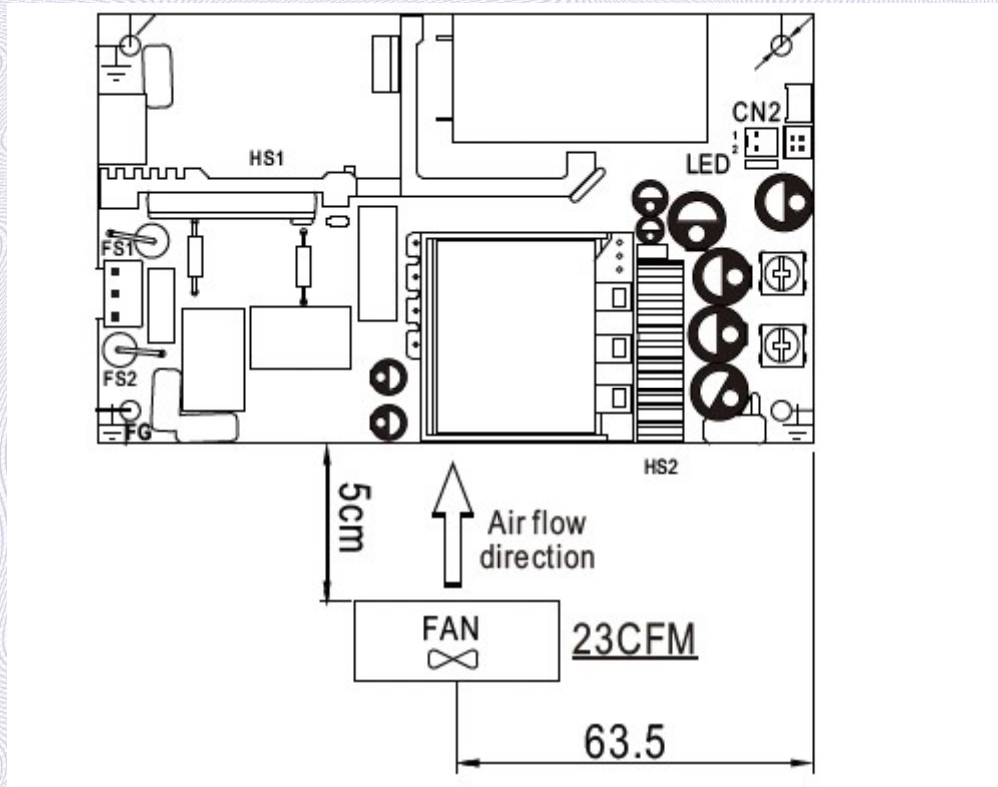 CN2
1
2
HS1
LED
FS1
FS2
FG
HS2
5cm
Air flow
direction
FAN
23CFM
63.5